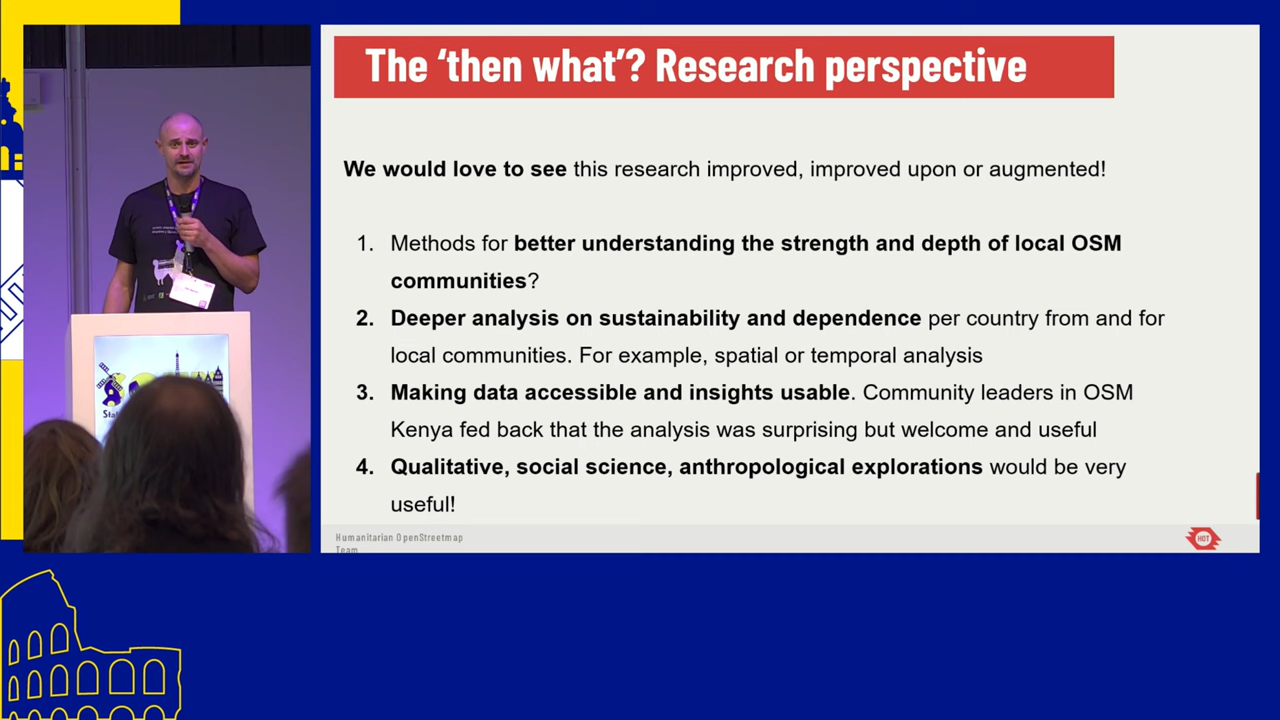 The ‘then what’? Research perspective
We would love to see this research improved, improved upon or augmented!
1. Methods for better understanding the strength and depth of local OSM
communities?
2. Deeper analysis on sustainability and dependence per country from and for
local communities. For example, spatial or temporal analysis
3. Making data accessible and insights usable. Community leaders in OSM
Kenya fed back that the analysis was surprising but welcome and useful
4. Qualitative, social science, anthropological explorations would be very
useful!
Humanitarian OpenStreetmap
Team
HOT